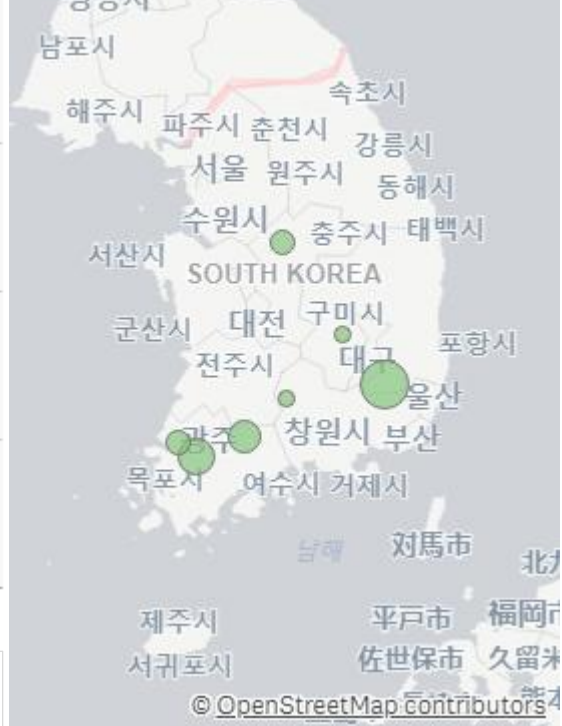 남포시
속초시
해주시
파주시 춘천시
강릉시
서울 원주시
동해시
수원시
충주시 태백시
서산시
SOUTH KOREA
구미시
군산시 대전
포항시
전주시 대구
울산
광주 창원시 부산
목포시 여수시 거제시
남해 対馬市
제주시 平戸市 福岡市
서귀포시 佐世保市 久留米
© OpenStreetMap contributors